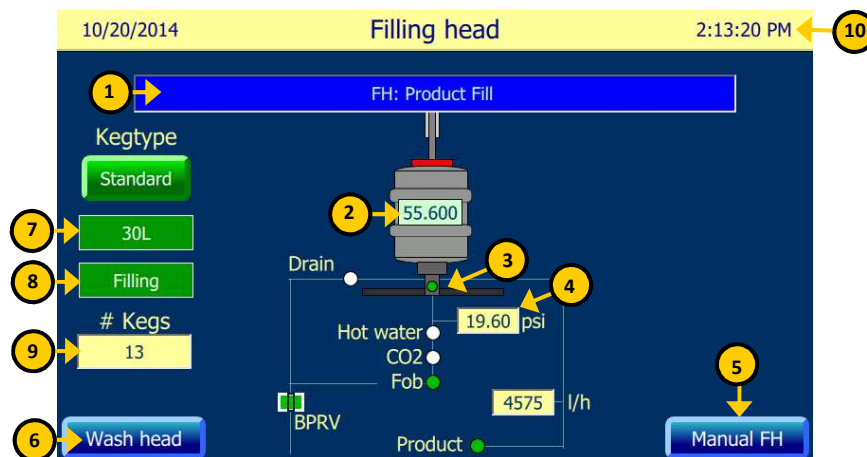 10/20/2014 Filling head 2:13:20 PM 10
1 FH: Product Fill
Kegtype
Standard
2 55.600
7 30L
3
Drain
4
8 Filling
# Kegs
19.60 psi
Hot water
9 13
CO2
Fob
5
4575 l/h
BPRV
6 Wash head
Product
Manual FH